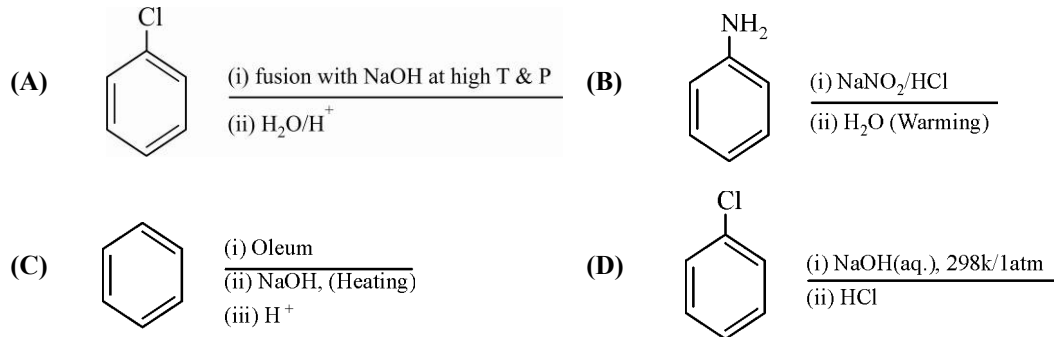 (A)
Cl
(i) fusion with NaOH at high T & P
(ii) H₂O/H⁺
(B)
NH₂
(i) NaNO₂/HCl
(ii) H₂O (Warming)
(C)
(i) Oleum
(ii) NaOH, (Heating)
(iii) H⁺
(D)
Cl
(i) NaOH(aq.), 298k/1atm
(ii) HCl